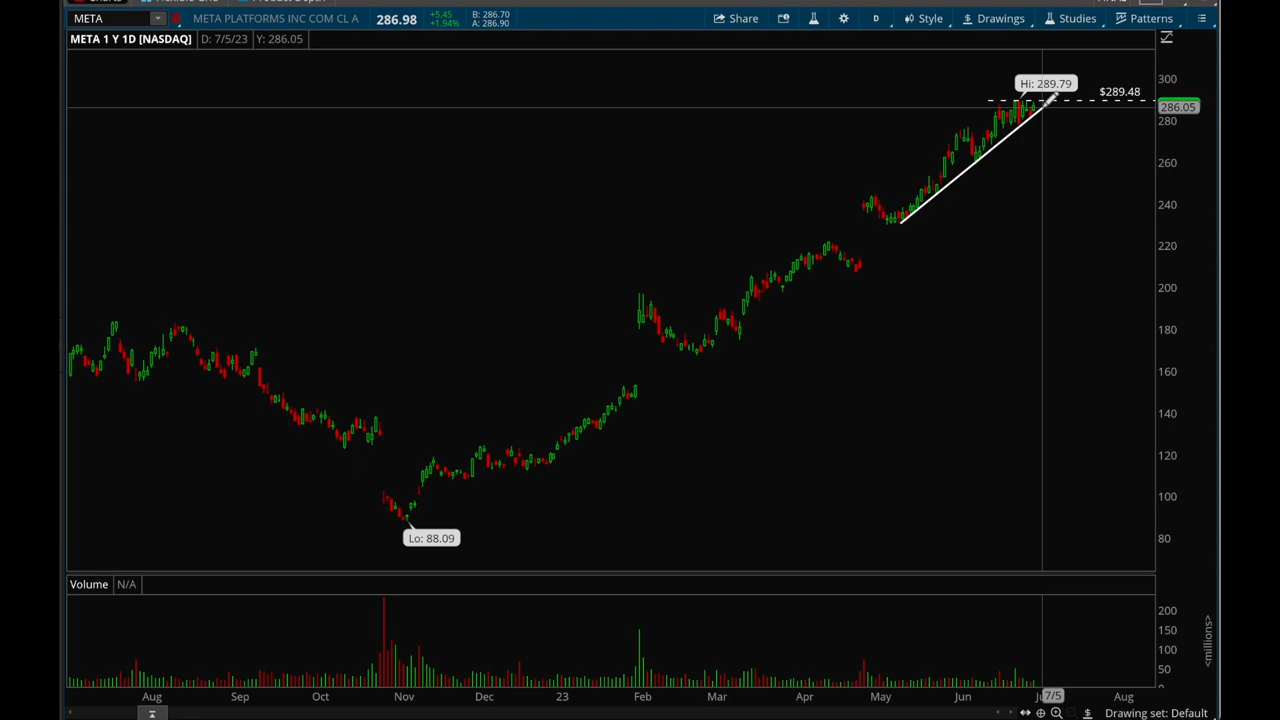 META
META PLATFORMS INC COM CL A
286.98
+5.45
+1.94%
B: 286.70
A: 286.90
Share
D
Style
$ Drawings
Studies
Patterns
META 1 Y 1D [NASDAQ]
D: 7/5/23
Y: 286.05
Hi: 289.79
$289.48
300
286.05
280
260
240
220
200
180
160
140
120
100
80
Lo: 88.09
Volume
N/A
200
150
100
50
0
<millions>
Aug
Sep
Oct
Nov
Dec
23
Feb
Mar
Apr
May
Jun
7/5
Aug
$
Drawing set: Default